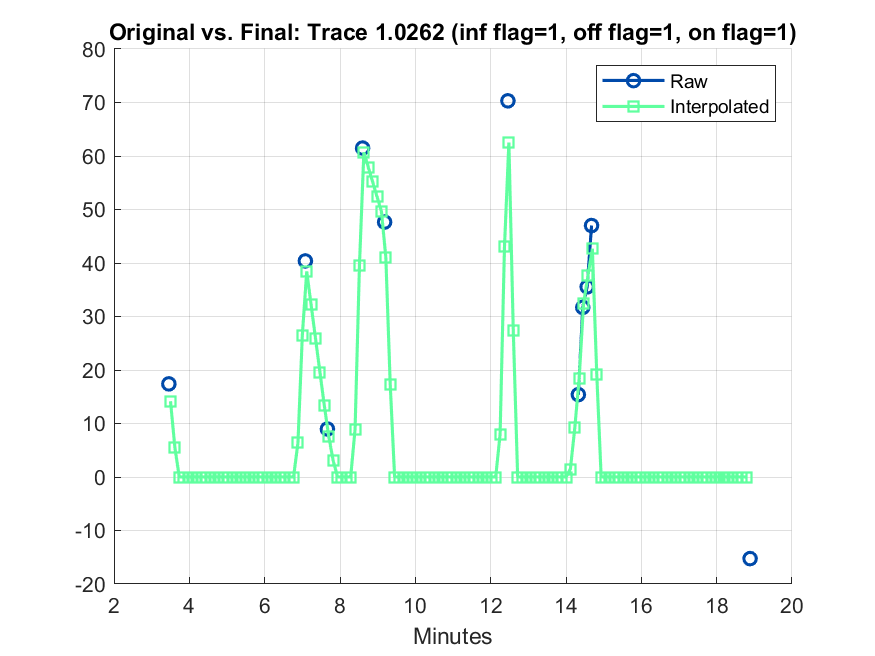 Original vs. Final: Trace 1.0262 (inf flag=1, off flag=1, on flag=1)
80
70
60
50
40
30
20
10
0
-10
-20
Raw
Interpolated
2 4 6 8 10 12 14 16 18 20
Minutes